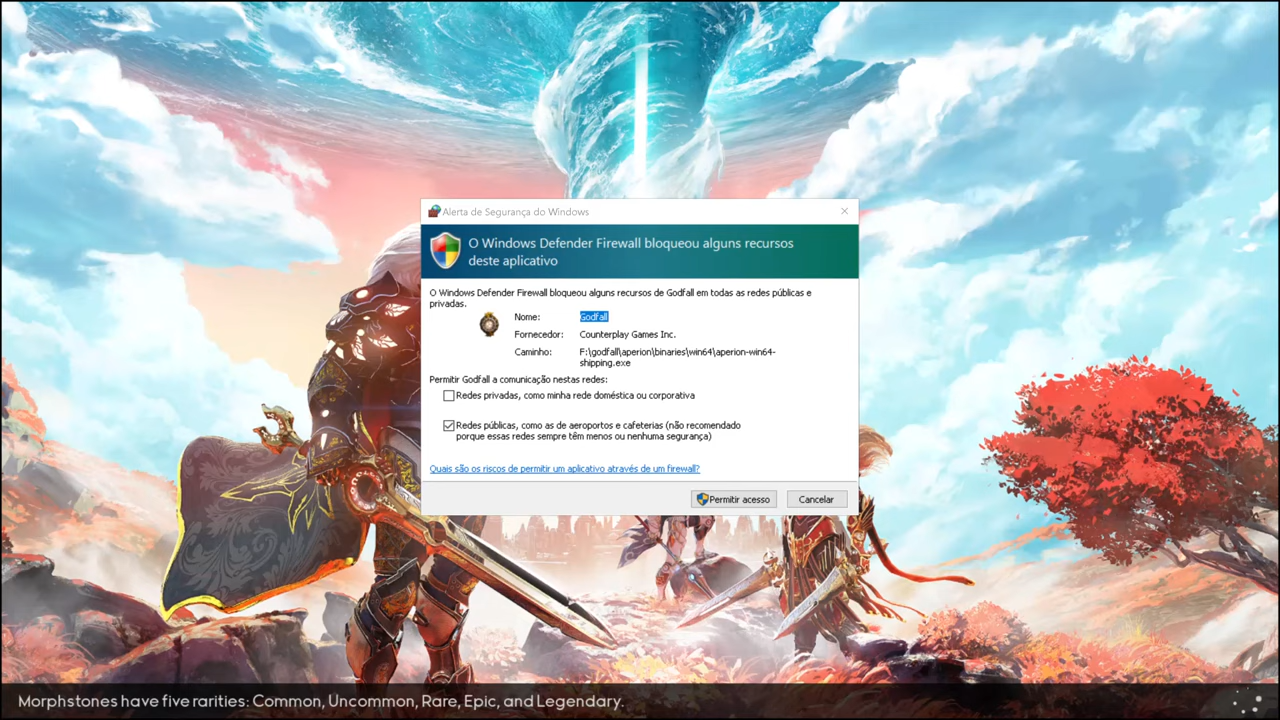 Alerta de Segurança do Windows
O Windows Defender Firewall bloqueou alguns recursos
deste aplicativo
O Windows Defender Firewall bloqueou alguns recursos de Godfall em todas as redes públicas e
privadas.
Nome: Godfall
Fornecedor: Counterplay Games Inc.
Caminho: F:\godfall\aperion\binaries\win64\aperion-win64-
shipping.exe
Permitir Godfall a comunicação nestas redes:
Redes privadas, como minha rede doméstica ou corporativa
Redes públicas, como as de aeroportos e cafeterias (não recomendado
porque essas redes sempre têm menos ou nenhuma segurança)
Quais são os riscos de permitir um aplicativo através de um firewall?
Permitir acesso
Cancelar
Morphstones have five rarities: Common, Uncommon, Rare, Epic, and Legendary.